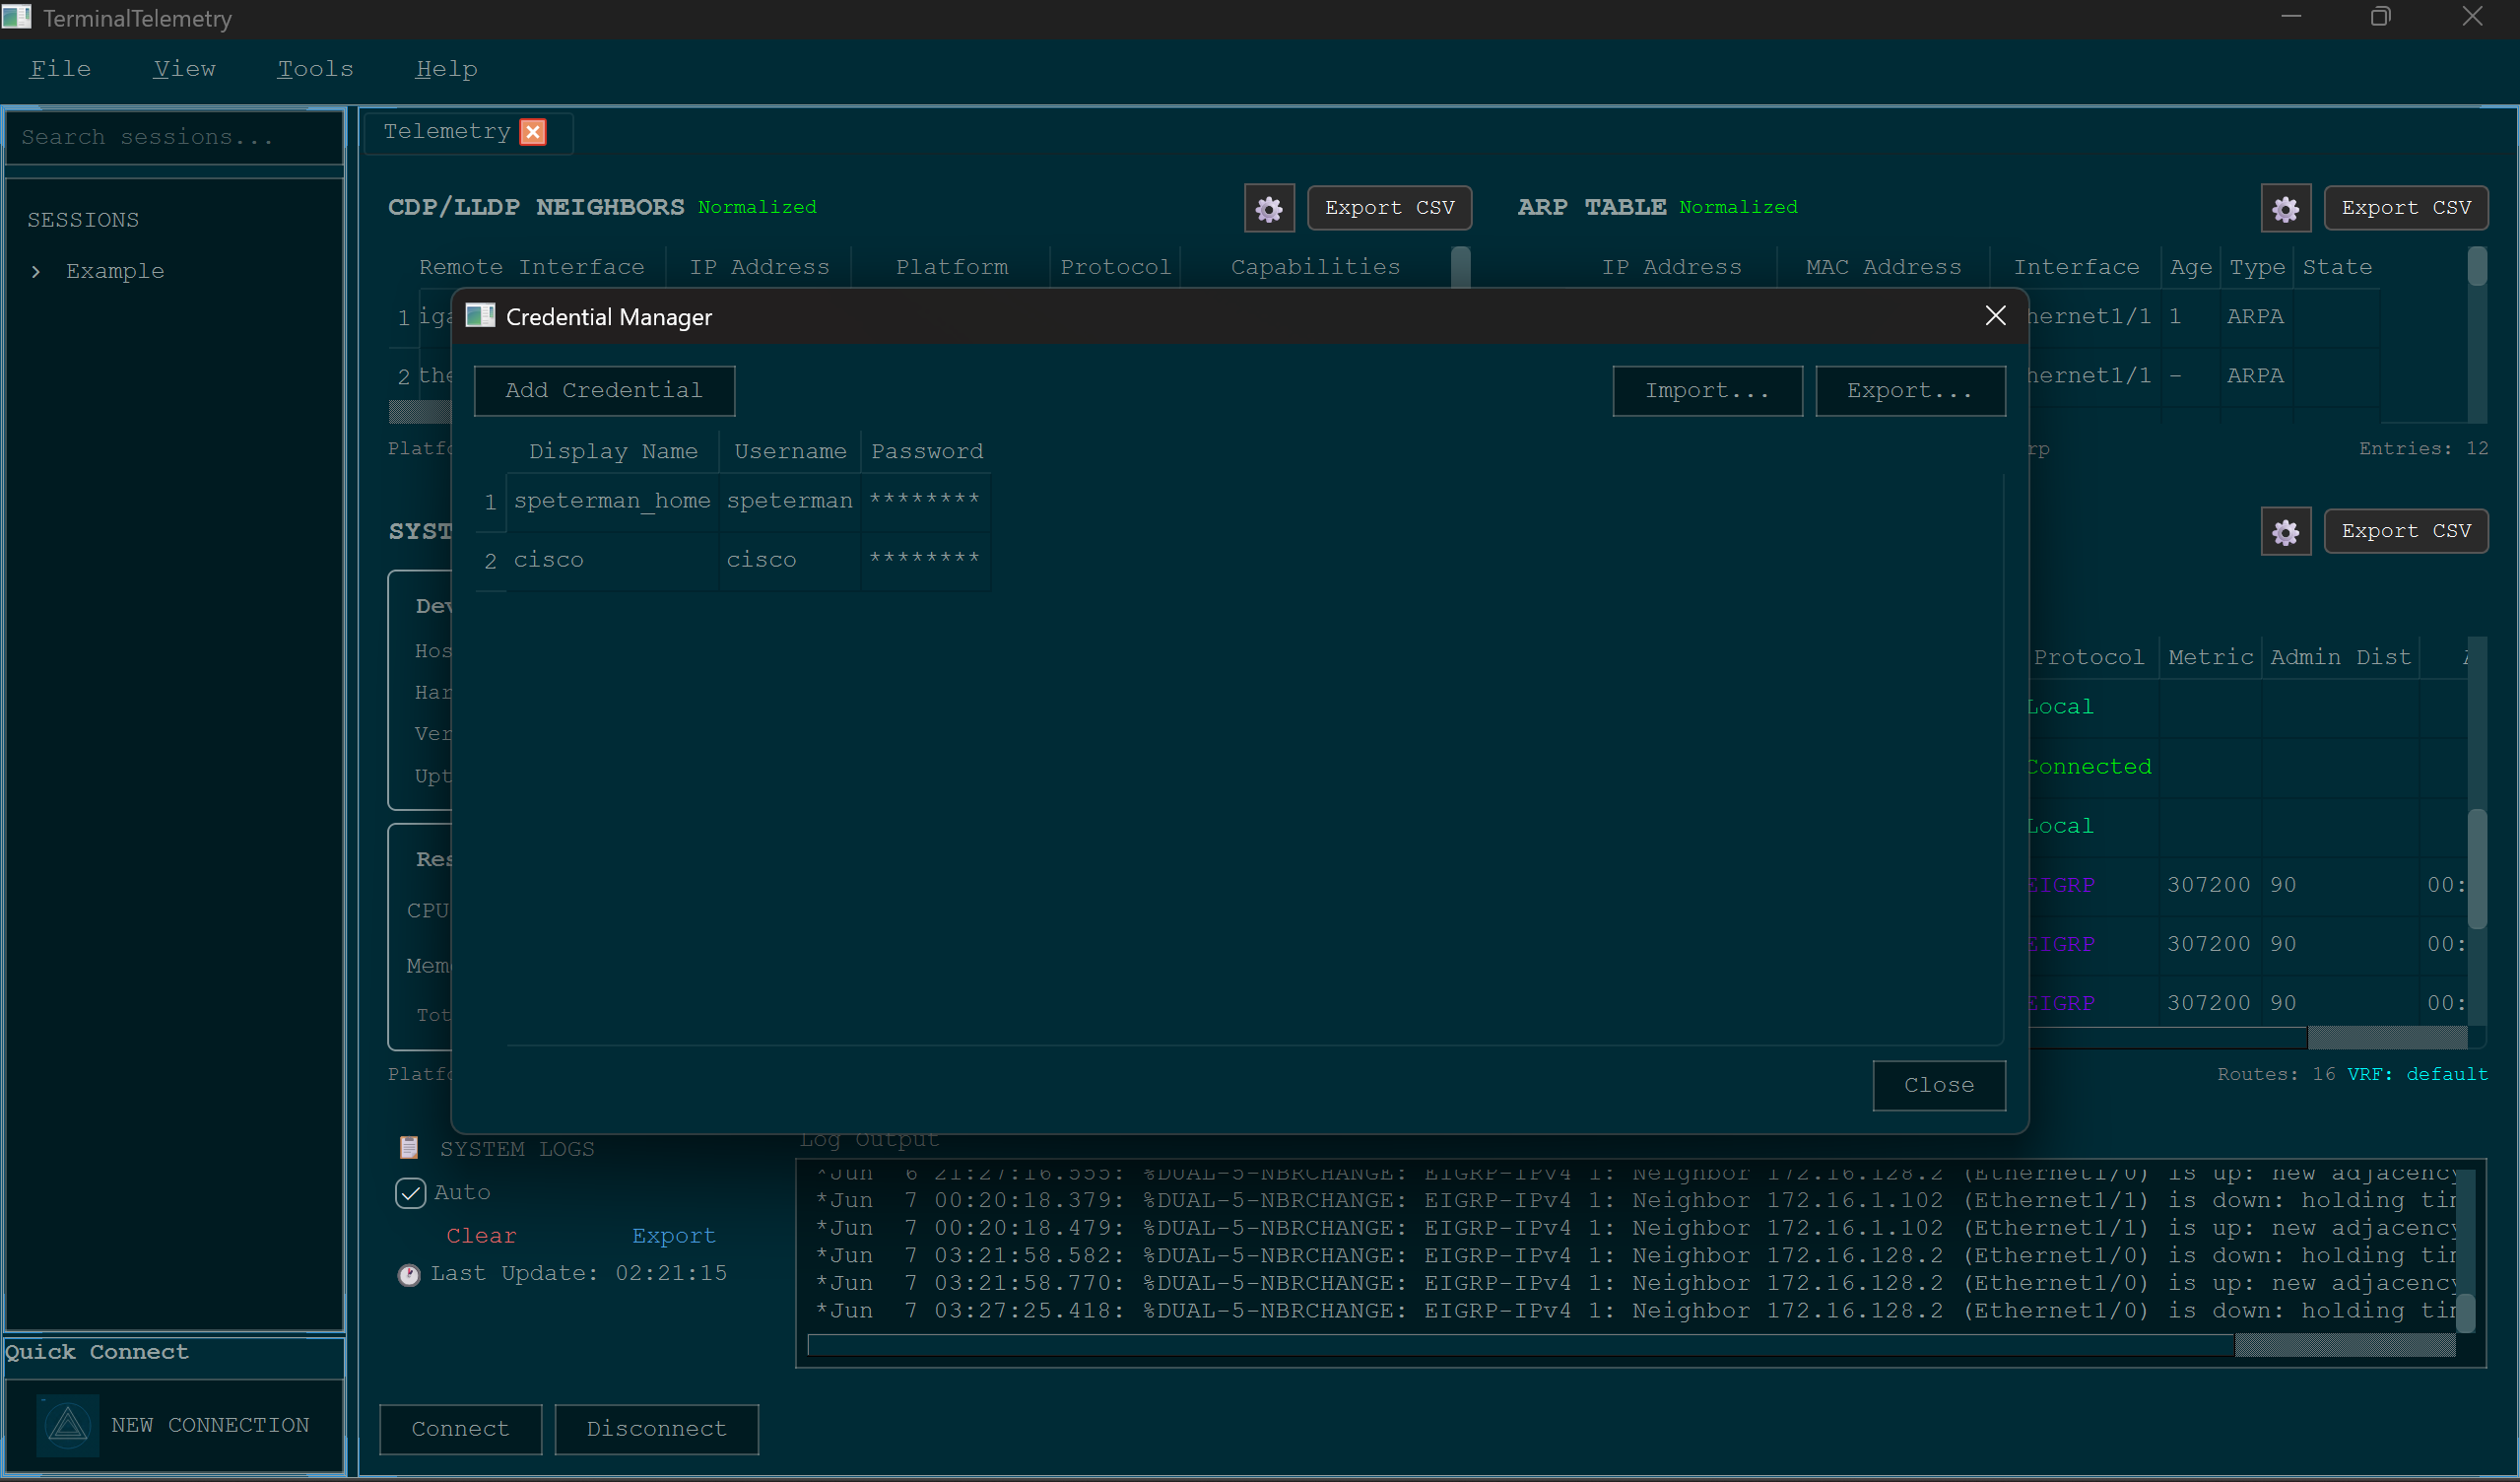 TerminalTelemetry
File View Tools Help
Search sessions...
SESSIONS
Example
Telemetry
CDP/LLDP NEIGHBORS Normalized
Export CSV
Remote Interface IP Address Platform Protocol Capabilities
1
2
ARP TABLE Normalized
Export CSV
IP Address MAC Address Interface Age Type State
hernet1/1 1 ARPA
hernet1/1 - ARPA
Entries: 12
Credential Manager
Add Credential
Import...
Export...
Display Name Username Password
1 speterman_home speterman ********
2 cisco cisco ********
Close
SYST
Dev
Hos
Har
Ver
Upt
Res
CPU
Mem
Tot
Platfo
Export CSV
Protocol Metric Admin Dist
Local
Connected
Local
EIGRP 307200 90 00:
EIGRP 307200 90 00:
EIGRP 307200 90 00:
Routes: 16 VRF: default
SYSTEM LOGS
Auto
Clear Export
Last Update: 02:21:15
Log Output
*Jun 6 21:27:16.555: %DUAL-5-NBRCHANGE: EIGRP-IPv4 1: Neighbor 172.16.128.2 (Ethernet1/0) is up: new adjacency
*Jun 7 00:20:18.379: %DUAL-5-NBRCHANGE: EIGRP-IPv4 1: Neighbor 172.16.1.102 (Ethernet1/1) is down: holding tim
*Jun 7 00:20:18.479: %DUAL-5-NBRCHANGE: EIGRP-IPv4 1: Neighbor 172.16.1.102 (Ethernet1/1) is up: new adjacency
*Jun 7 03:21:58.582: %DUAL-5-NBRCHANGE: EIGRP-IPv4 1: Neighbor 172.16.128.2 (Ethernet1/0) is down: holding tim
*Jun 7 03:21:58.770: %DUAL-5-NBRCHANGE: EIGRP-IPv4 1: Neighbor 172.16.128.2 (Ethernet1/0) is up: new adjacency
*Jun 7 03:27:25.418: %DUAL-5-NBRCHANGE: EIGRP-IPv4 1: Neighbor 172.16.128.2 (Ethernet1/0) is down: holding tim
Quick Connect
NEW CONNECTION
Connect
Disconnect